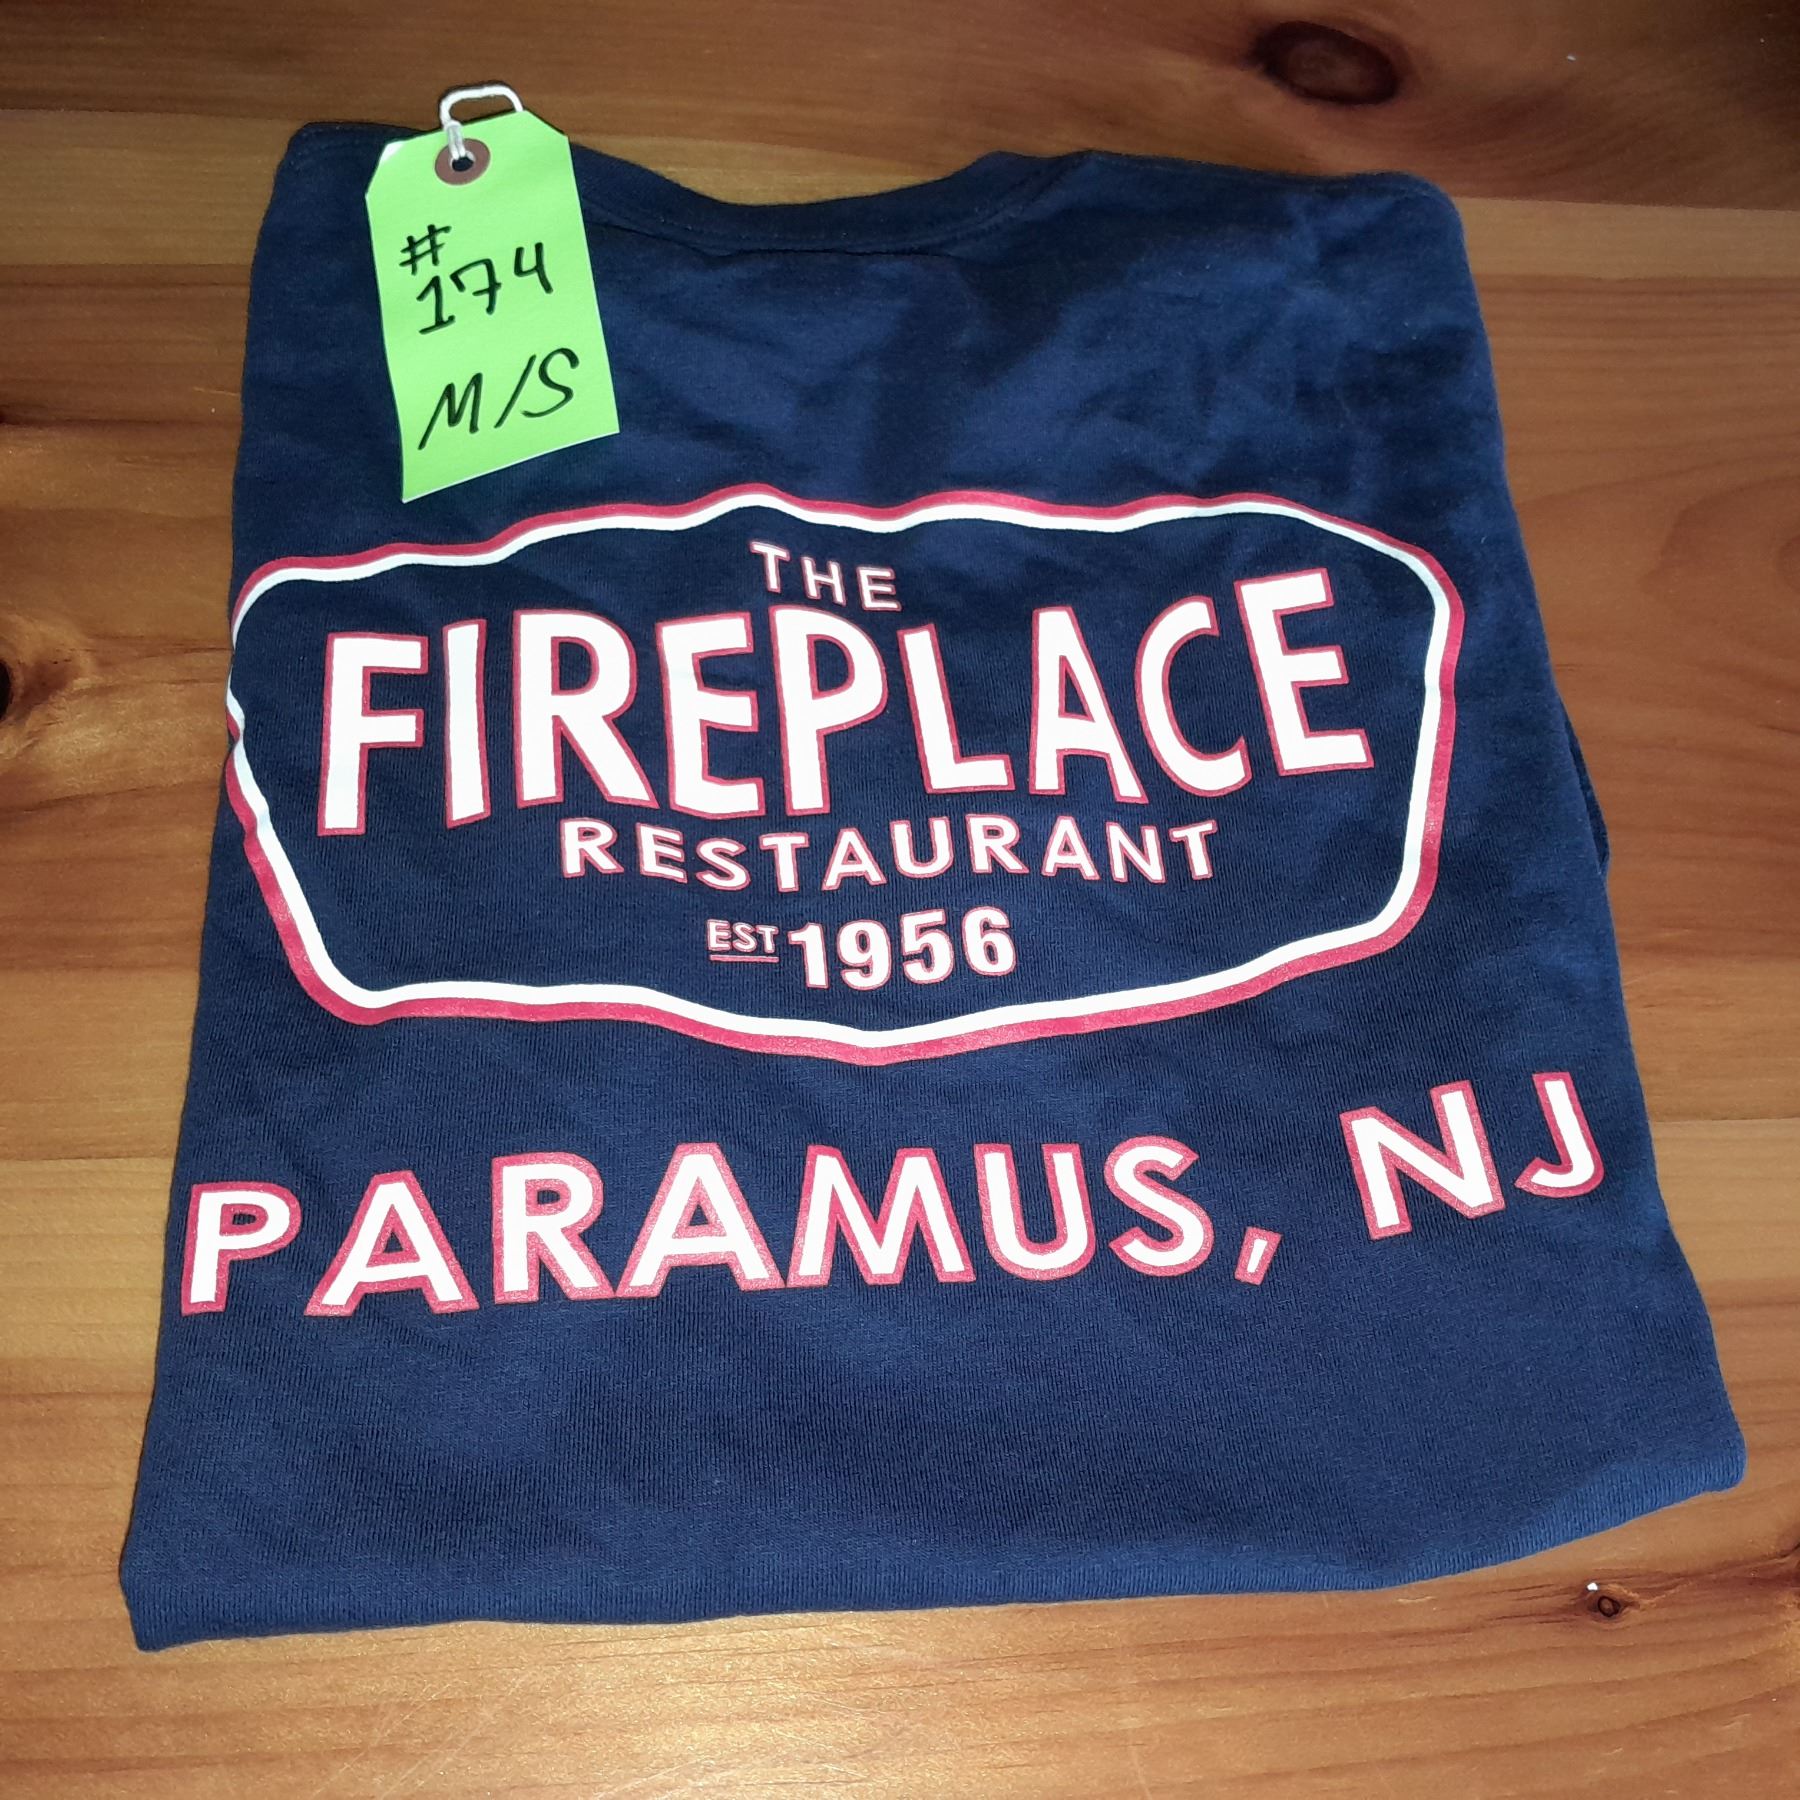 #
174
M/S
THE
FIREPLACE
RESTAURANT
EST 1956
PARAMUS, NJ